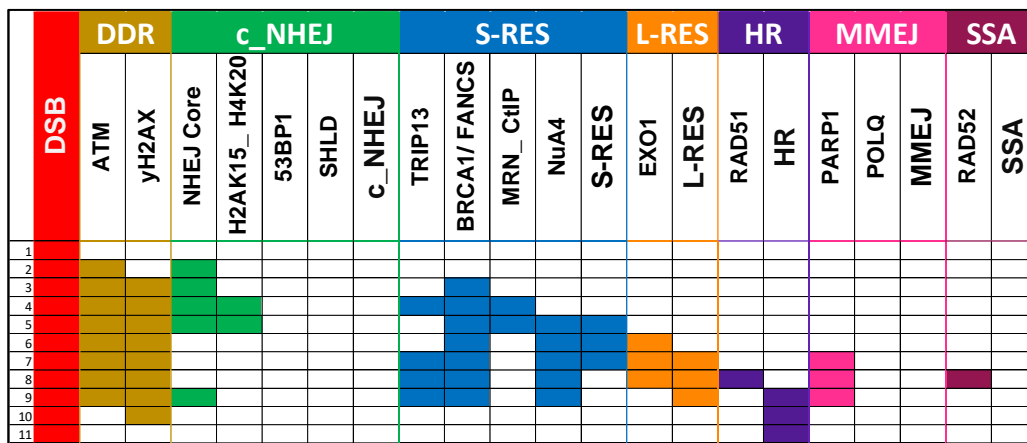 DDR c_NHEJ S-RES L-RES HR MMEJ SSA
DSB
ATM
yH2AX
NHEJ Core
H2AK15_ H4K20
53BP1
SHLD
c_NHEJ
TRIP13
BRCA1/ FANCS
MRN_ CtIP
NuA4
S-RES
EXO1
L-RES
RAD51
HR
PARP1
POLQ
MMEJ
RAD52
SSA
1
2
3
4
5
6
7
8
9
10
11